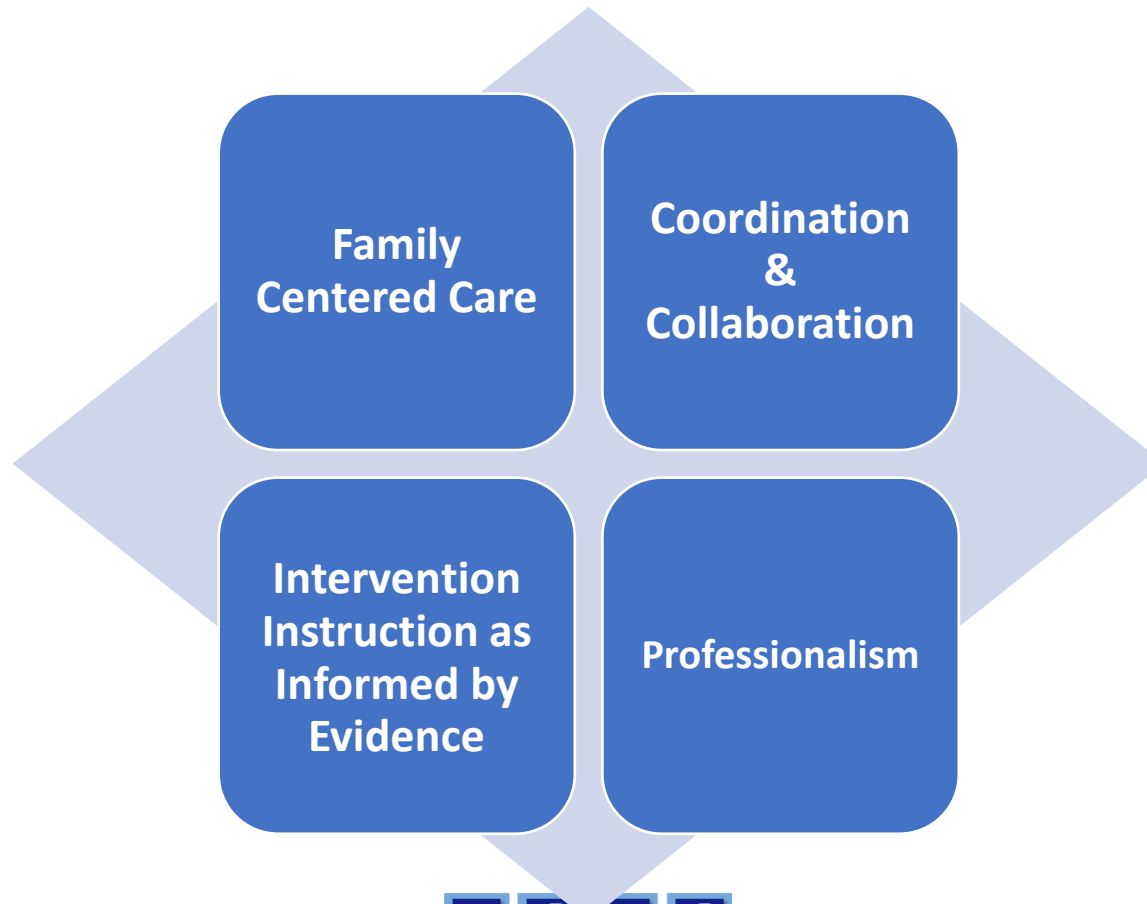 Family
Centered Care
Coordination
&
Collaboration
Intervention
Instruction as
Informed by
Evidence
Professionalism